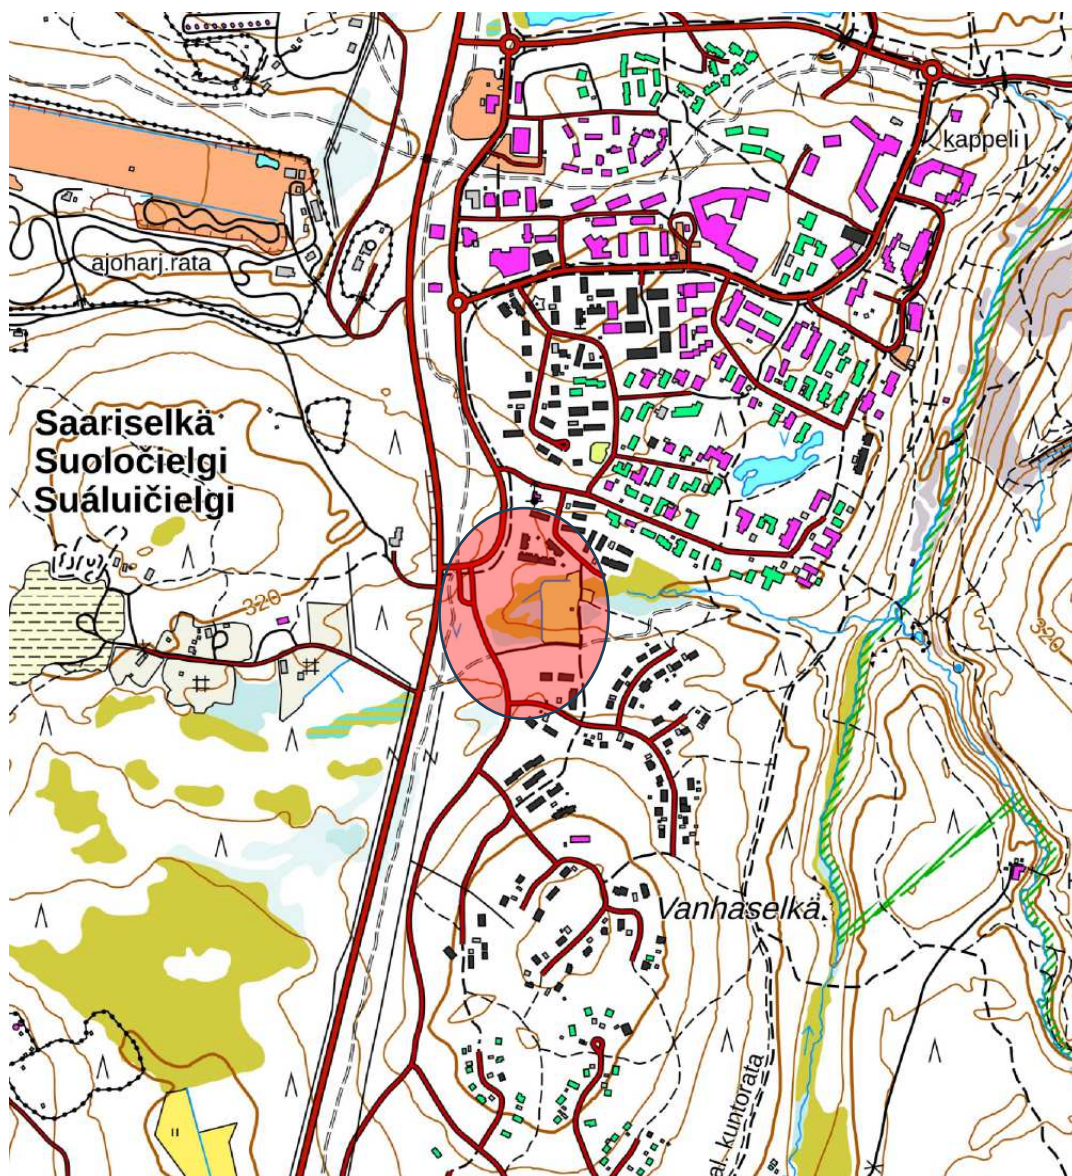 kappeli
ajoharj.rata
Saariselkä
Suoločielgi
Suáluičielgi
320
P
320
Vanhaselkä
al. kuntorata